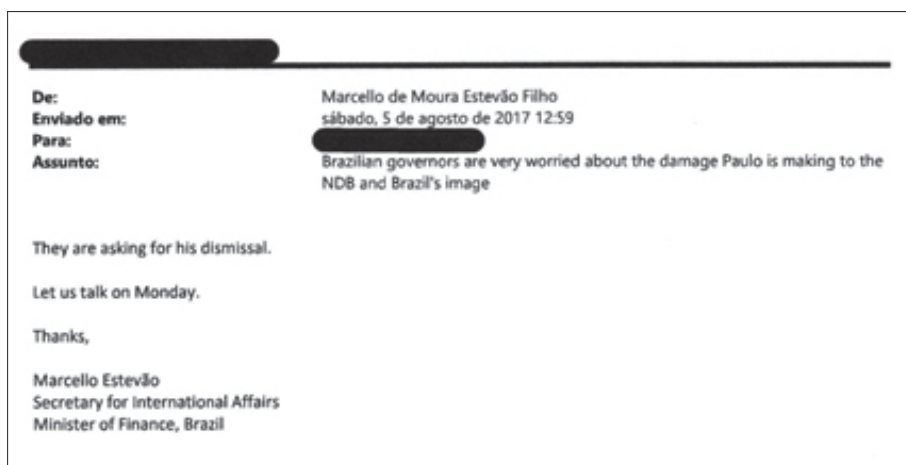 De: Marcello de Moura Estevão Filho
Enviado em: sábado, 5 de agosto de 2017 12:59
Para:
Assunto: Brazilian governors are very worried about the damage Paulo is making to the
NDB and Brazil's image
They are asking for his dismissal.
Let us talk on Monday.
Thanks,
Marcello Estevão
Secretary for International Affairs
Minister of Finance, Brazil